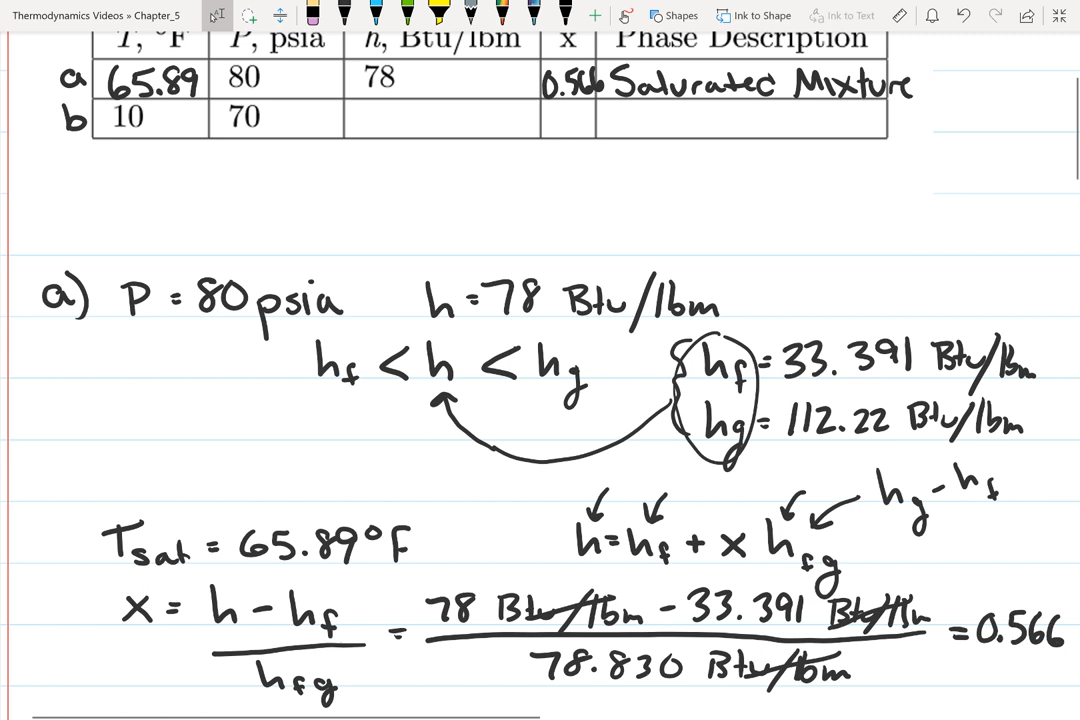 Thermodynamics Videos » Chapter_5
Shapes Ink to Shape Ink to Text
T, °F P, psia h, Btu/lbm x Phase Description
a 65.89 80 78 0.566 Saturated Mixture
b 10 70
a) P = 80 psia h = 78 Btu/lbm
hf < h < hg hf = 33.391 Btu/lbm
hg = 112.22 Btu/lbm
hg - hf
Tsat = 65.89°F h = hf + x hfg
x = h - hf / hfg = 78 Btu/lbm - 33.391 Btu/lbm / 78.830 Btu/lbm = 0.566